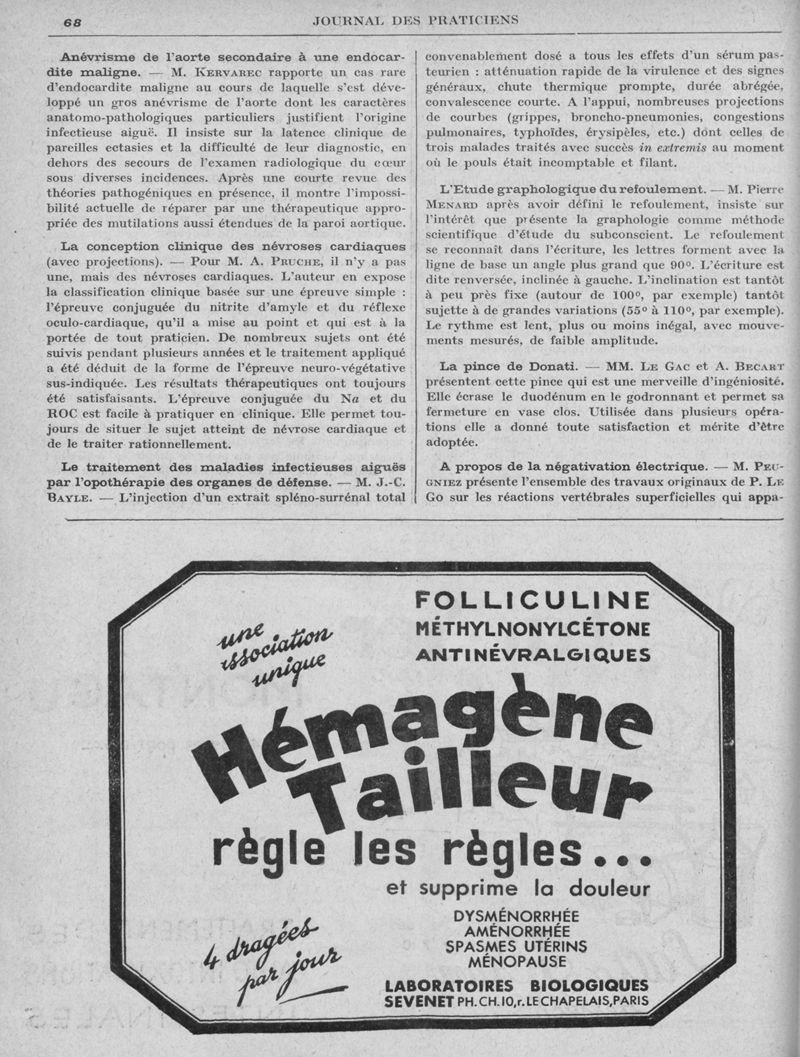 68
JOURNAL DES PRATICIENS
Anévrisme de l'aorte secondaire à une endocar-
dite maligne. — M. KERVAREC rapporte un cas rare
d'endocardite maligne au cours de laquelle s'est déve-
loppé un gros anévrisme de l'aorte dont les caractères
anatomo-pathologiques particuliers justifient l'origine
infectieuse aiguë. Il insiste sur la latence clinique de
pareilles ectasies et la difficulté de leur diagnostic, en
dehors des secours de l'examen radiologique du cœur
sous diverses incidences. Après une courte revue des
théories pathogéniques en présence, il montre l'impossi-
bilité actuelle de réparer par une thérapeutique appro-
priée des mutilations aussi étendues de la paroi aortique.
La conception clinique des névroses cardiaques
(avec projections). — Pour M. A. PRUCHE, il n'y a pas
une, mais des névroses cardiaques. L'auteur en expose
la classification clinique basée sur une épreuve simple :
l'épreuve conjuguée du nitrite d'amyle et du réflexe
oculo-cardiaque, qu'il a mise au point et qui est à la
portée de tout praticien. De nombreux sujets ont été
suivis pendant plusieurs années et le traitement appliqué
a été déduit de la forme de l'épreuve neuro-végétative
sus-indiquée. Les résultats thérapeutiques ont toujours
été satisfaisants. L'épreuve conjuguée du Na et du
ROC est facile à pratiquer en clinique. Elle permet tou-
jours de situer le sujet atteint de névrose cardiaque et
de le traiter rationnellement.
Le traitement des maladies infectieuses aiguës
par l'opothérapie des organes de défense. — M. J.-C.
BAYLE. — L'injection d'un extrait spléno-surrénal total
convenablement dosé a tous les effets d'un sérum pas-
teurien : atténuation rapide de la virulence et des signes
généraux, chute thermique prompte, durée abrégée,
convalescence courte. A l'appui, nombreuses projections
de courbes (grippes, broncho-pneumonies, congestions
pulmonaires, typhoïdes, érysipèles, etc.) dont celles de
trois malades traités avec succès in extremis au moment
où le pouls était incomptable et filant.
L'Etude graphologique du refoulement. — M. Pierre
MENARD après avoir défini le refoulement, insiste sur
l'intérêt que présente la graphologie comme méthode
scientifique d'étude du subconscient. Le refoulement
se reconnaît dans l'écriture, les lettres forment avec la
ligne de base un angle plus grand que 90°. L'écriture est
dite renversée, inclinée à gauche. L'inclination est tantôt
à peu près fixe (autour de 100°, par exemple) tantôt
sujette à de grandes variations (55° à 110°, par exemple).
Le rythme est lent, plus ou moins inégal, avec mouve-
ments mesurés, de faible amplitude.
La pince de Donati. — MM. LE GAC et A. BECART
présentent cette pince qui est une merveille d'ingéniosité.
Elle écrase le duodénum en le godronnant et permet sa
fermeture en vase clos. Utilisée dans plusieurs opéra-
tions elle a donné toute satisfaction et mérite d'être
adoptée.
A propos de la négativation électrique. — M. PEU-
GNIEZ présente l'ensemble des travaux originaux de P. LE
GO sur les réactions vertébrales superficielles qui appa-
une
association
unique
FOLLICULINE
MÉTHYLNONYLCÉTONE
ANTINÉVRALGIQUES
Hémagène
Tailleur
règle les règles...
et supprime la douleur
4 dragées
par jour
DYSMÉNORRHÉE
AMÉNORRHÉE
SPASMES UTÉRINS
MÉNOPAUSE
LABORATOIRES BIOLOGIQUES
SEVENET PH. CH. 10, r. LE CHAPELAIS, PARIS